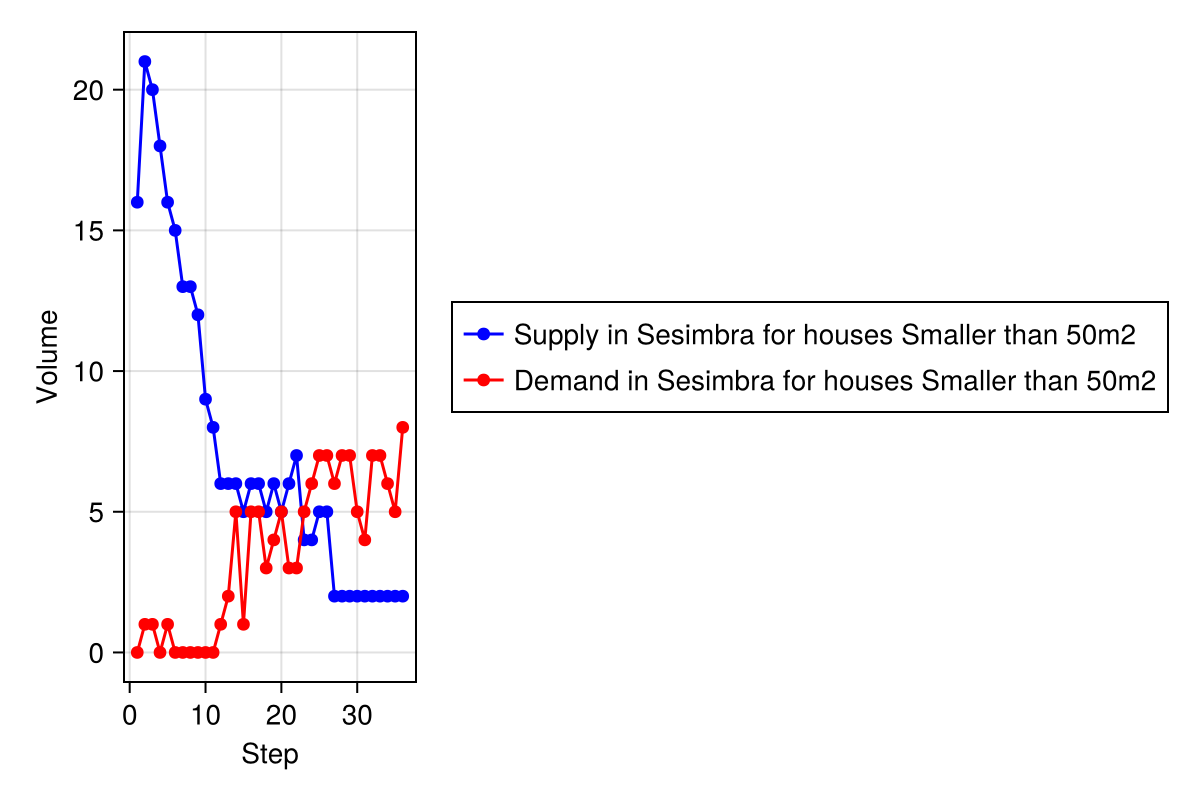 20
15
10
5
0
Volume
0 10 20 30
Step
Supply in Sesimbra for houses Smaller than 50m2
Demand in Sesimbra for houses Smaller than 50m2